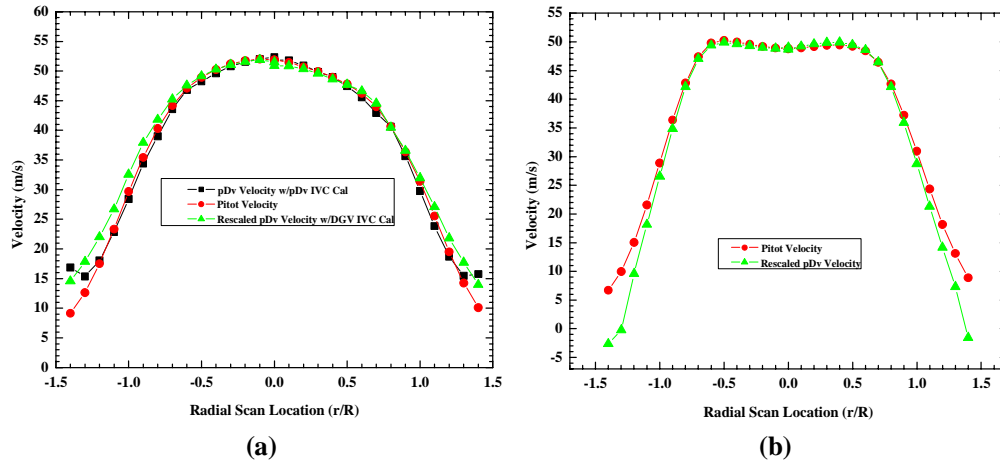 60
55
50
45
40
35
30
25
20
15
10
5
0
Velocity (m/s)
pDv Velocity w/pDv IVC Cal
Pitot Velocity
Rescaled pDv Velocity w/DGV IVC Cal
-1.5 -1.0 -0.5 0.0 0.5 1.0 1.5
Radial Scan Location (r/R)
(a)
55
50
45
40
35
30
25
20
15
10
5
0
-5
Velocity (m/s)
Pitot Velocity
Rescaled pDv Velocity
-1.5 -1.0 -0.5 0.0 0.5 1.0 1.5
Radial Scan Location (r/R)
(b)